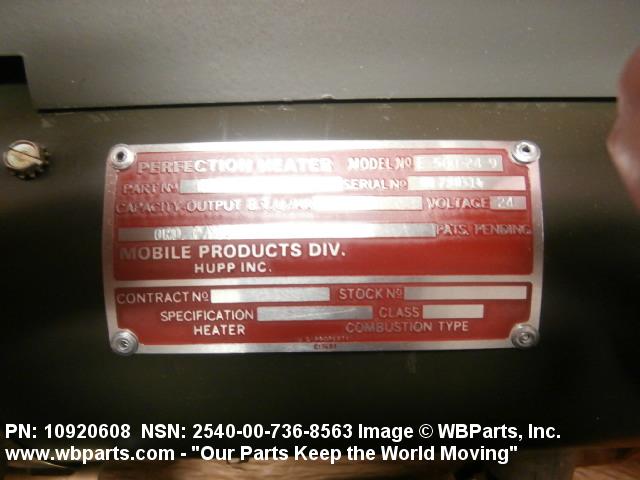 PERFECTION HEATER MODEL Nº
PART Nº SERIAL Nº
CAPACITY-OUTPUT VOLTAGE 24
PATS. PENDING
MOBILE PRODUCTS DIV.
HUPP INC.
CONTRACT Nº STOCK Nº
SPECIFICATION CLASS
HEATER COMBUSTION TYPE
U.S. PROPERTY
PN: 10920608 NSN: 2540-00-736-8563 Image © WBParts, Inc.
www.wbparts.com - "Our Parts Keep the World Moving"